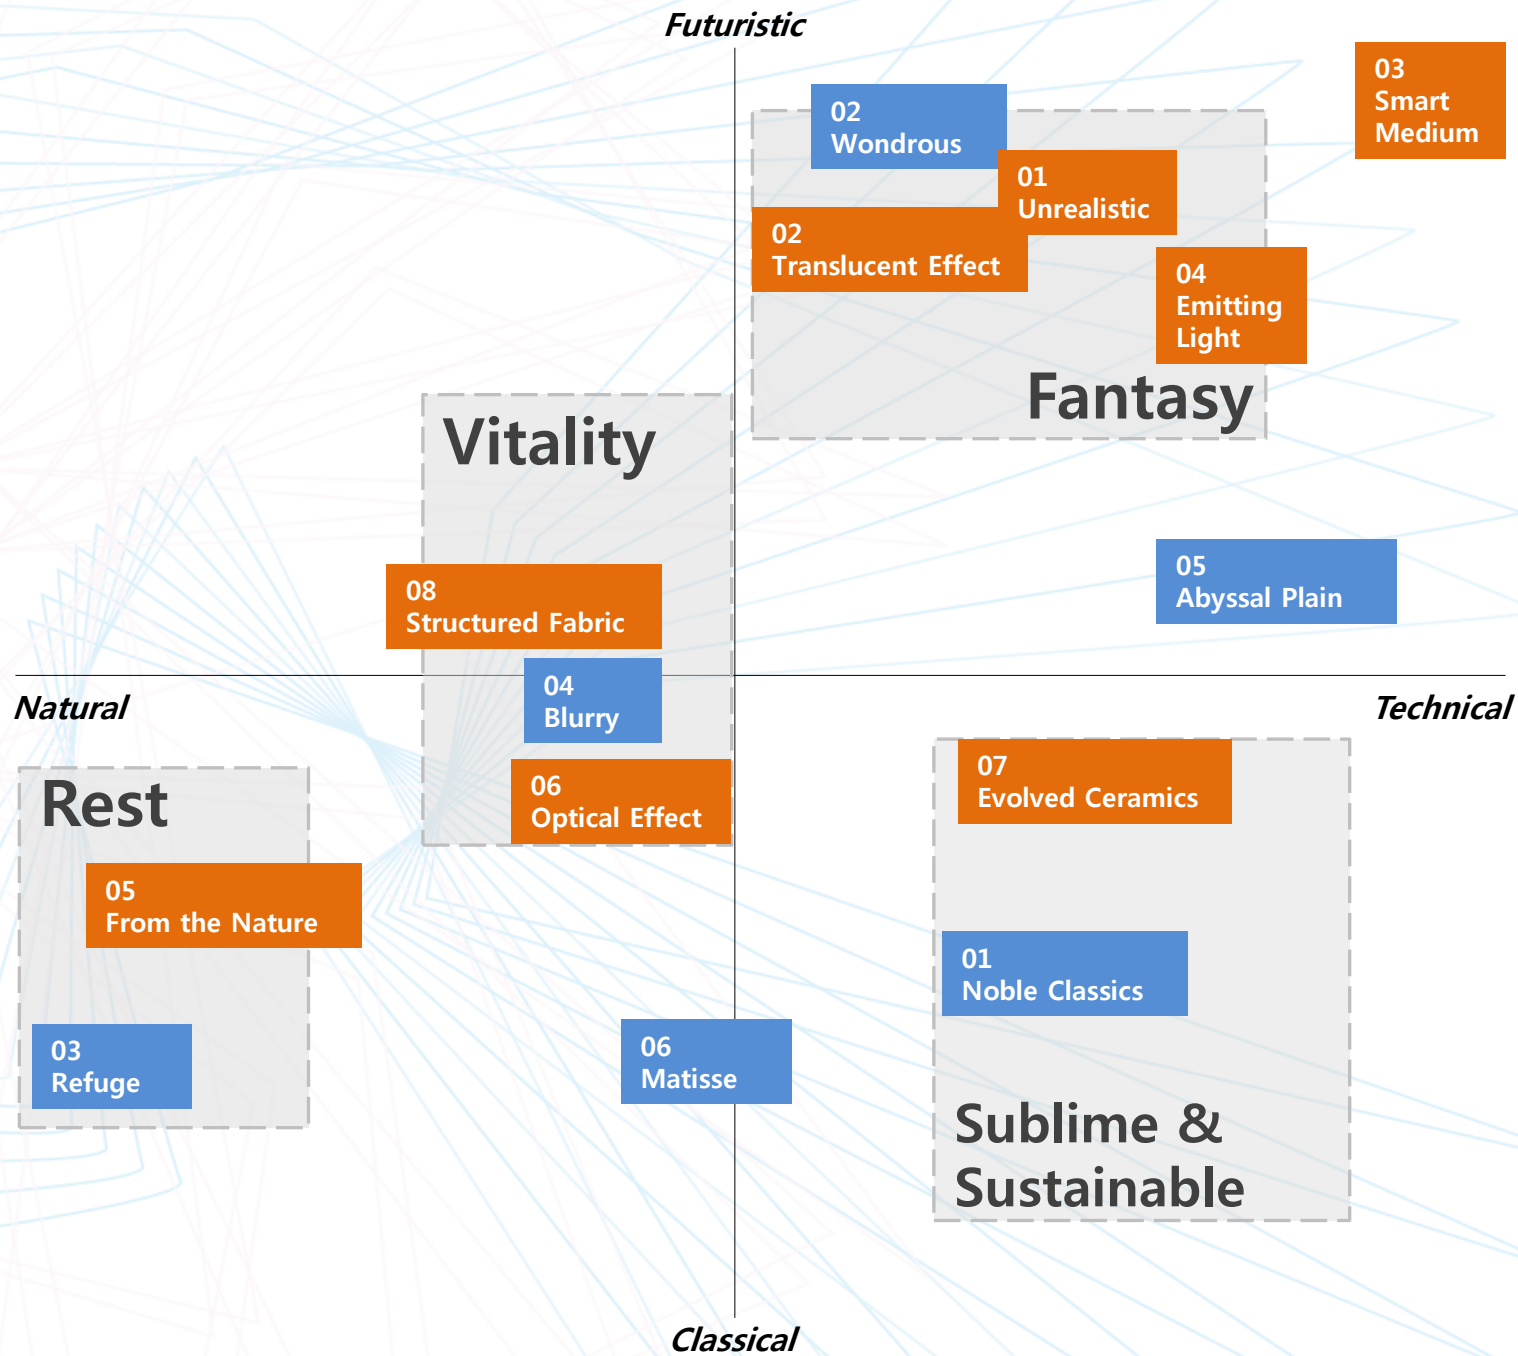 Futuristic
03
Smart
Medium
02
Wondrous
01
Unrealistic
02
Translucent Effect
04
Emitting
Light
Fantasy
Vitality
08
Structured Fabric
05
Abyssal Plain
04
Blurry
Natural
Technical
06
Optical Effect
07
Evolved Ceramics
Rest
05
From the Nature
01
Noble Classics
03
Refuge
06
Matisse
Sublime &
Sustainable
Classical